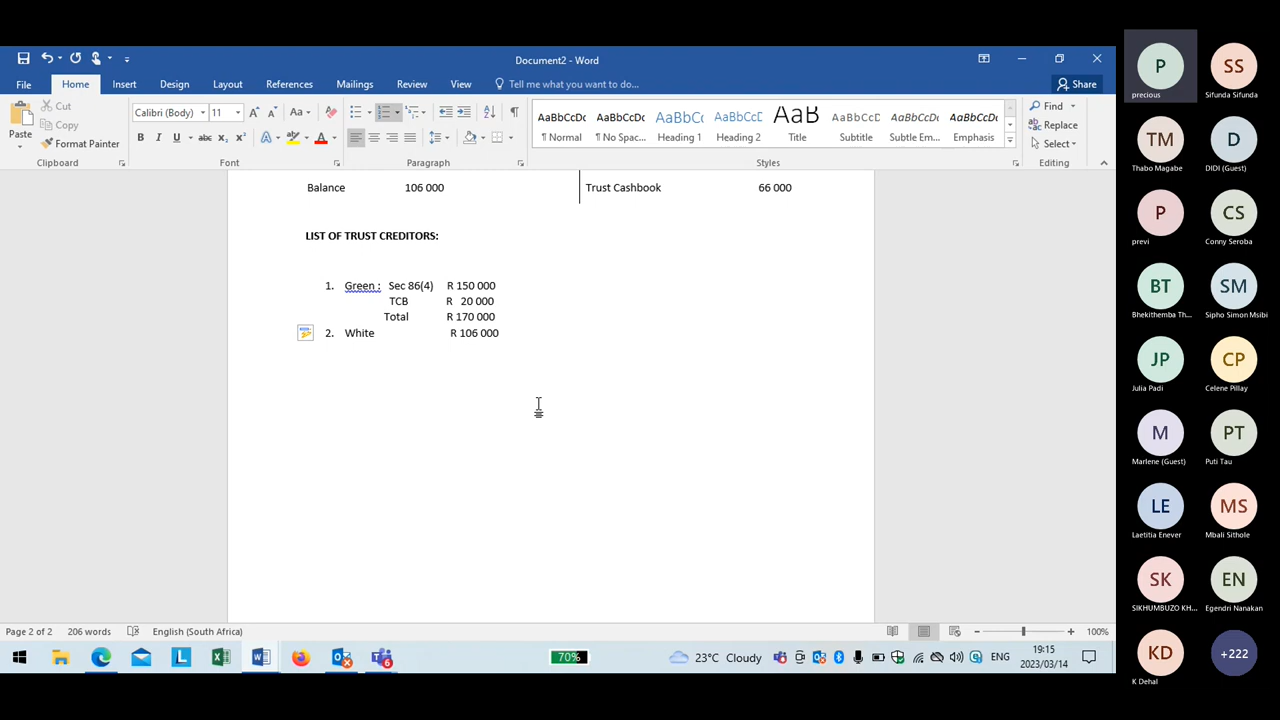 Document2 - Word
File Home Insert Design Layout References Mailings Review View Tell me what you want to do... Share
Paste
Cut
Copy
Format Painter
Clipboard
Calibri (Body) 11
Font
Paragraph
AaBbCcDc AaBbCcDc AaBbCc AaBbCcD AaB AaBbCcD AaBbCcDc AaBbCcDc
¶ Normal ¶ No Spac... Heading 1 Heading 2 Title Subtitle Subtle Em... Emphasis
Styles
Find
Replace
Select
Editing
Balance 106 000 Trust Cashbook 66 000
LIST OF TRUST CREDITORS:
1. Green : Sec 86(4) R 150 000
TCB R 20 000
Total R 170 000
2. White R 106 000
Page 2 of 2 206 words English (South Africa) 100%
70% 23°C Cloudy ENG 19:15
2023/03/14
P SS
precious Sifunda Sifunda
TM D
Thabo Magabe DIDI (Guest)
P CS
previ Conny Seroba
BT SM
Bhekithemba Th... Sipho Simon Msibi
JP CP
Julia Padi Celene Pillay
M PT
Marlene (Guest) Puti Tau
LE MS
Laetitia Enever Mbali Sithole
SK EN
SIKHUMBUZO KH... Egendri Nanakan
KD +222
K Dehal